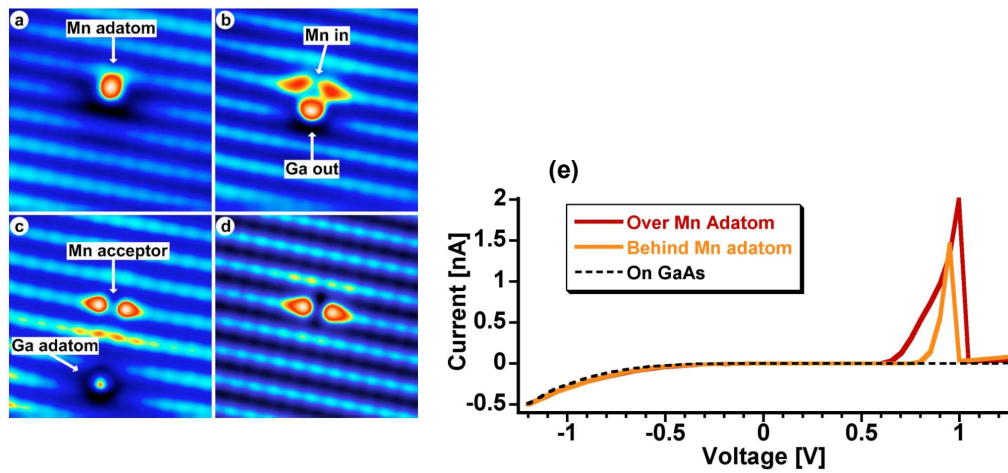 a
Mn adatom
b
Mn in
Ga out
c
Mn acceptor
Ga adatom
d
(e)
2
1.5
1
0.5
0
-0.5
Current [nA]
Over Mn Adatom
Behind Mn adatom
On GaAs
-1
-0.5
0
0.5
1
Voltage [V]